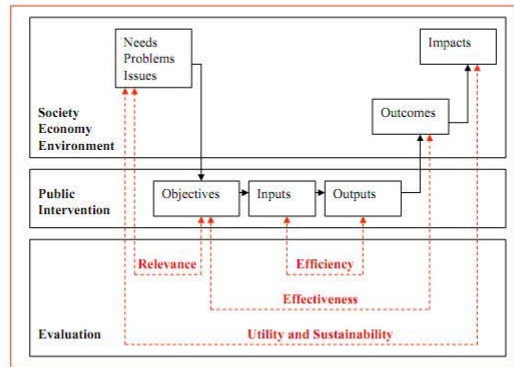 Needs
Problems
Issues
Impacts
Society
Economy
Environment
Outcomes
Public
Intervention
Objectives
Inputs
Outputs
Relevance
Efficiency
Effectiveness
Evaluation
Utility and Sustainability